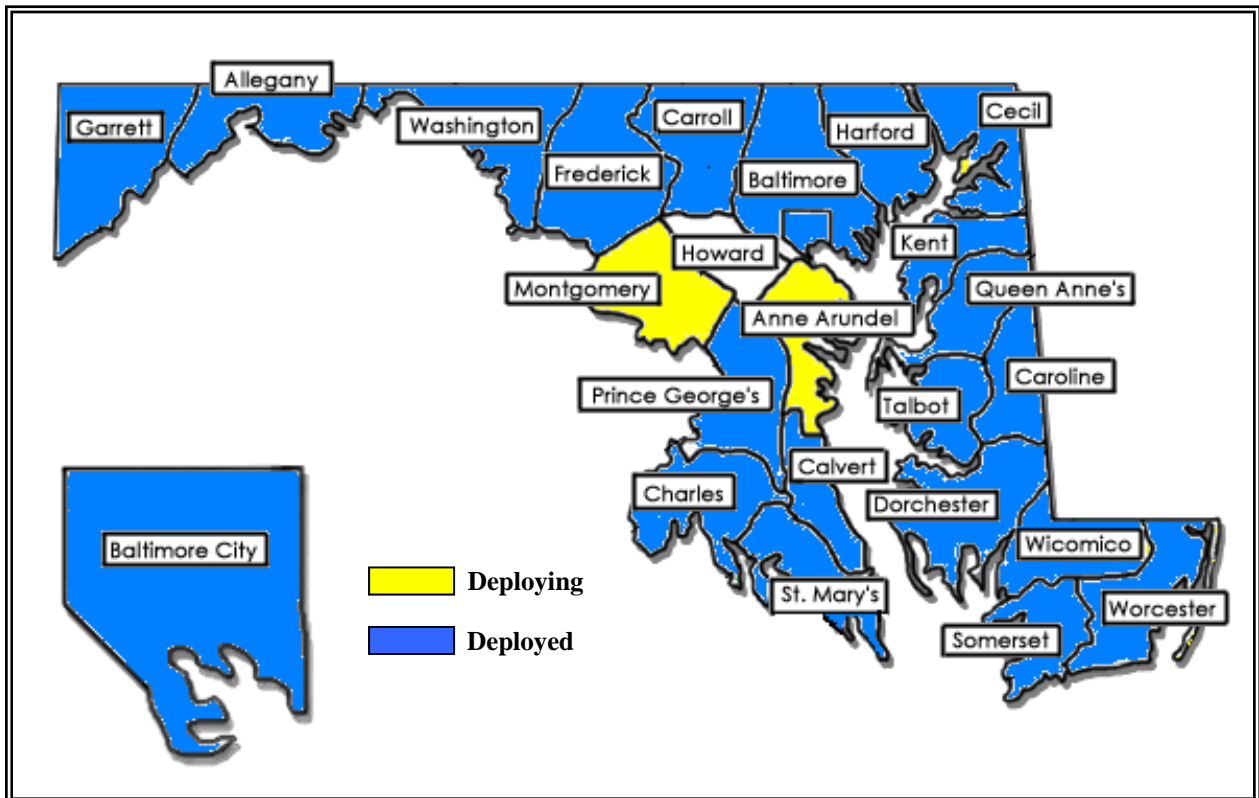 Allegany
Garrett
Washington
Carroll
Harford
Cecil
Frederick
Baltimore
Howard
Kent
Montgomery
Queen Anne's
Anne Arundel
Prince George's
Caroline
Talbot
Calvert
Charles
Dorchester
Baltimore City
Wicomico
Deploying
St. Mary's
Worcester
Deployed
Somerset